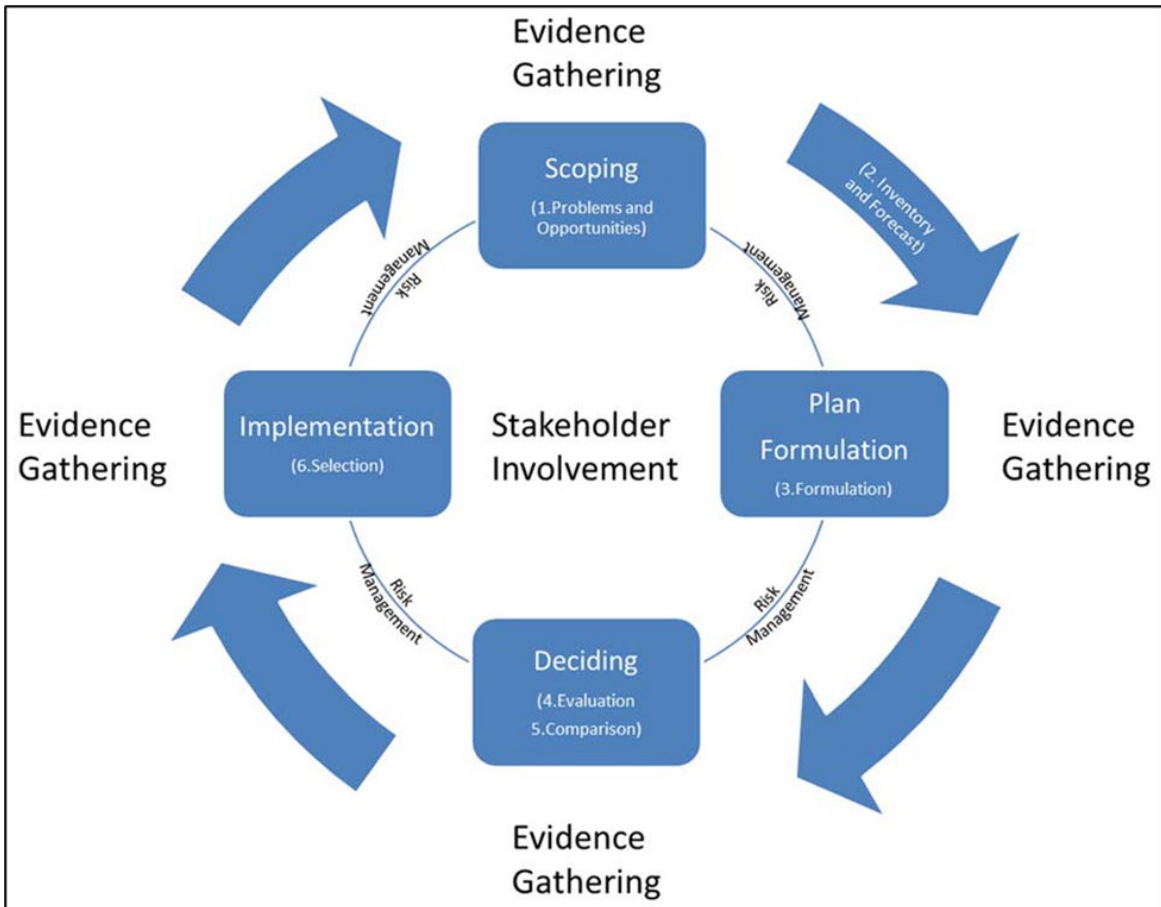 Evidence
Gathering
Scoping
(1.Problems and
Opportunities)
(2. Inventory
and Forecast)
Risk
Management
Risk
Management
Evidence
Gathering
Implementation
(6.Selection)
Stakeholder
Involvement
Plan
Formulation
(3.Formulation)
Evidence
Gathering
Risk
Management
Risk
Management
Deciding
(4.Evaluation
5.Comparison)
Evidence
Gathering